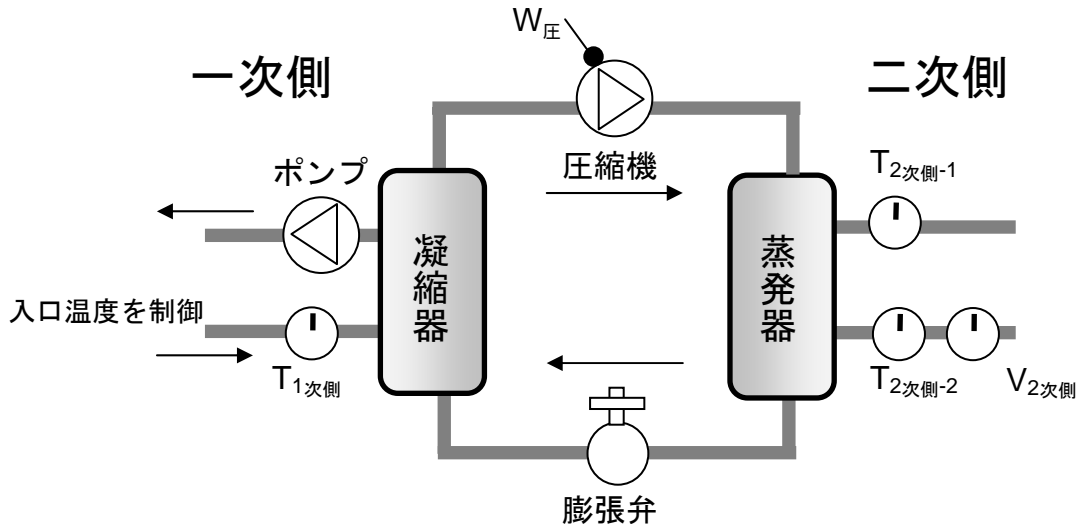 W圧
一次側
二次側
ポンプ
圧縮機
T2次側-1
凝縮器
蒸発器
入口温度を制御
T1次側
T2次側-2
V2次側
膨張弁